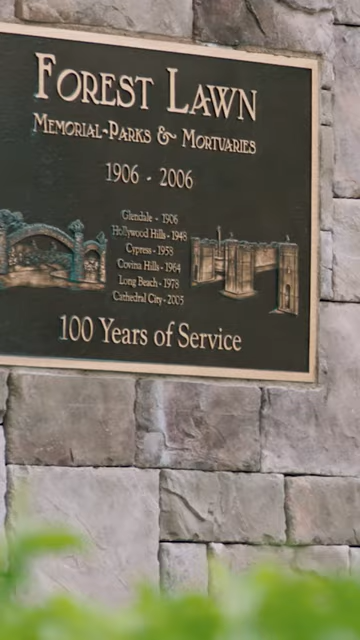 FOREST LAWN
MEMORIAL-PARKS & MORTUARIES
1906 - 2006
Glendale - 1906
Hollywood Hills - 1948
Cypress - 1958
Covina Hills - 1964
Long Beach - 1978
Cathedral City - 2005
100 Years of Service